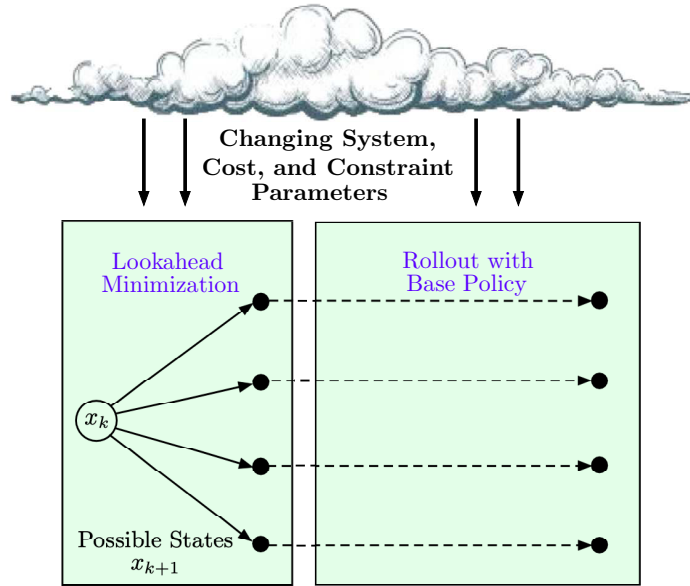 Changing System,
Cost, and Constraint
Parameters
Lookahead
Minimization
Rollout with
Base Policy
x_k
Possible States
x_{k+1}